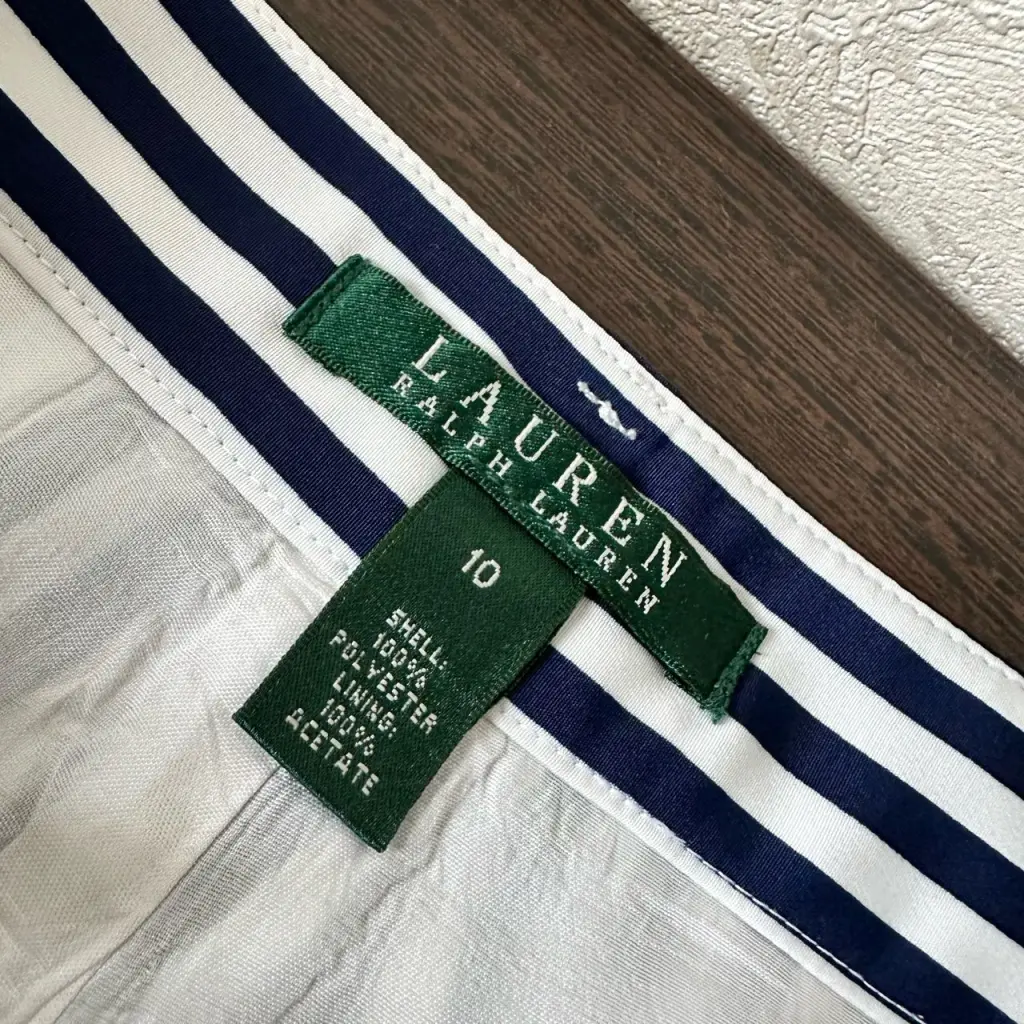 LAUREN
RALPH LAUREN
10
SHELL:
100%
POLYESTER
LINING:
100%
ACETATE